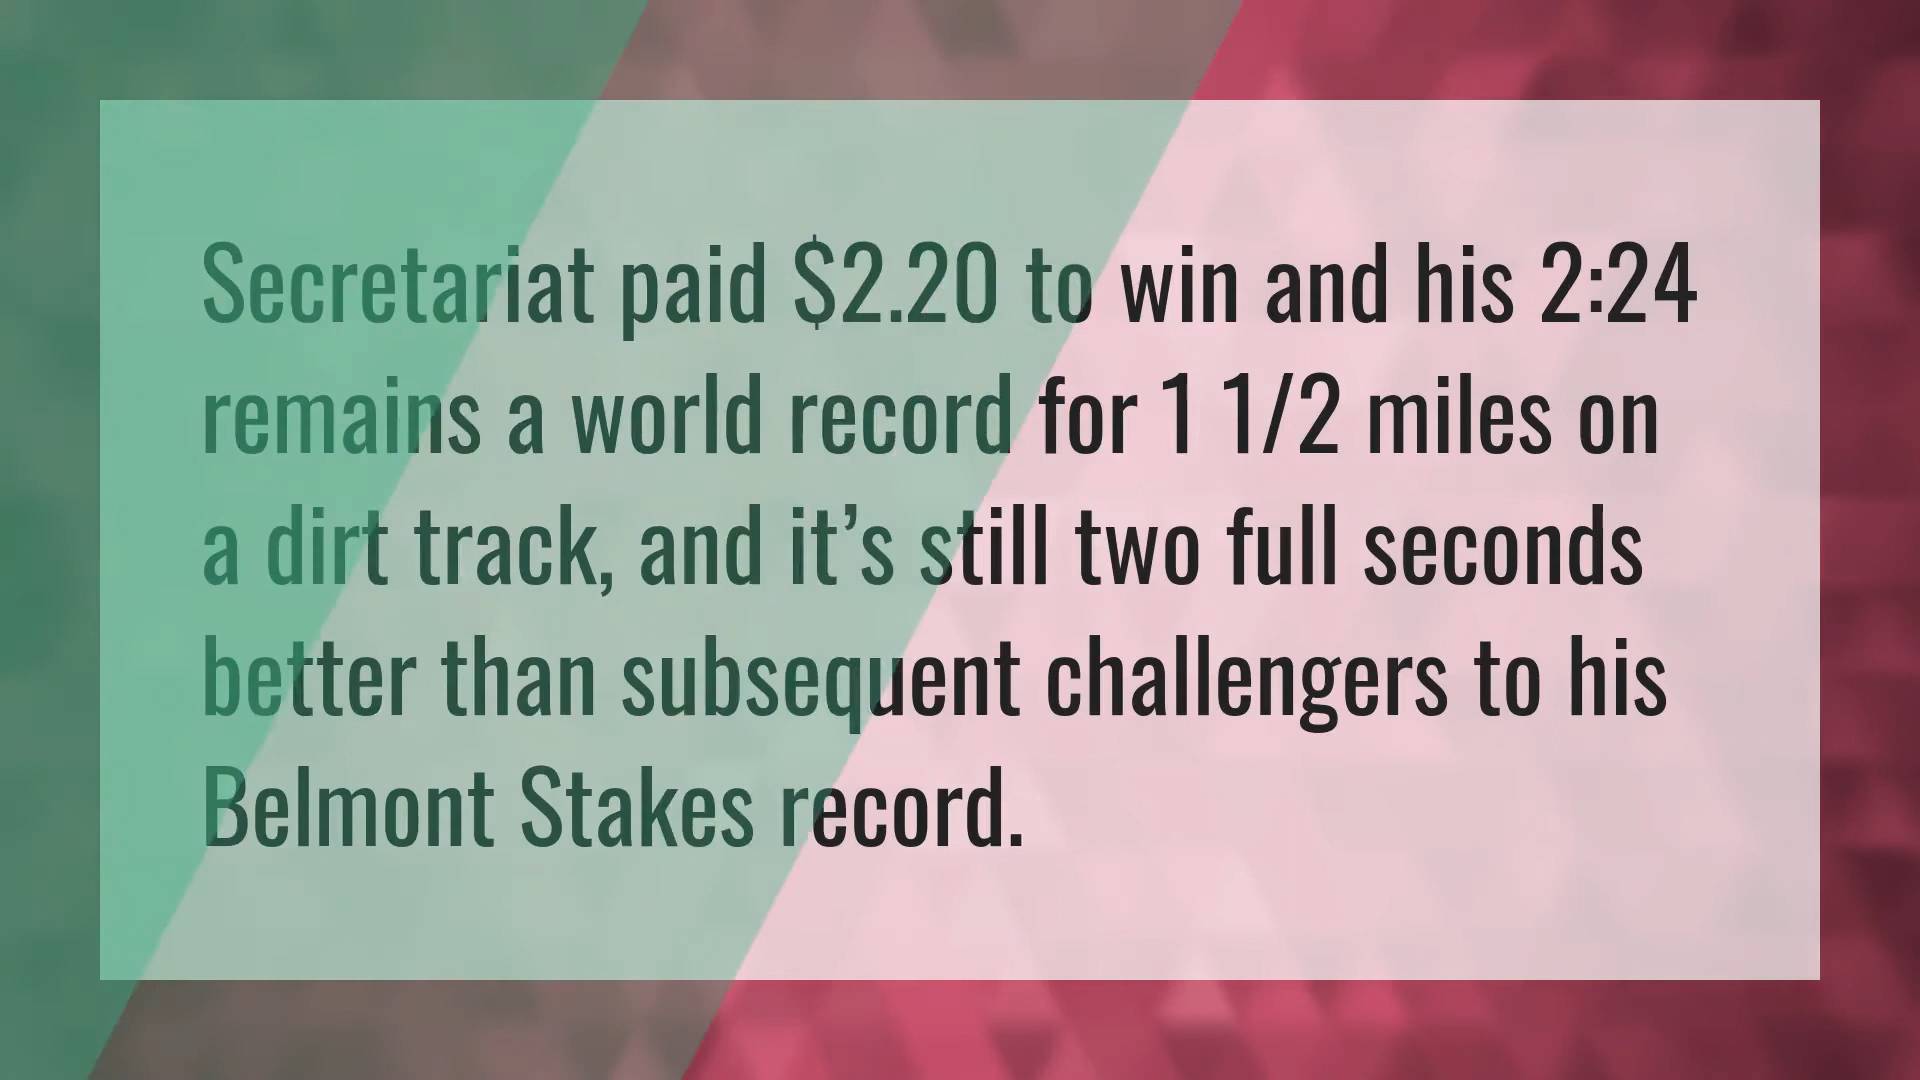 Secretariat paid $2.20 to win and his 2:24
remains a world record for 1 1/2 miles on
a dirt track, and it’s still two full seconds
better than subsequent challengers to his
Belmont Stakes record.